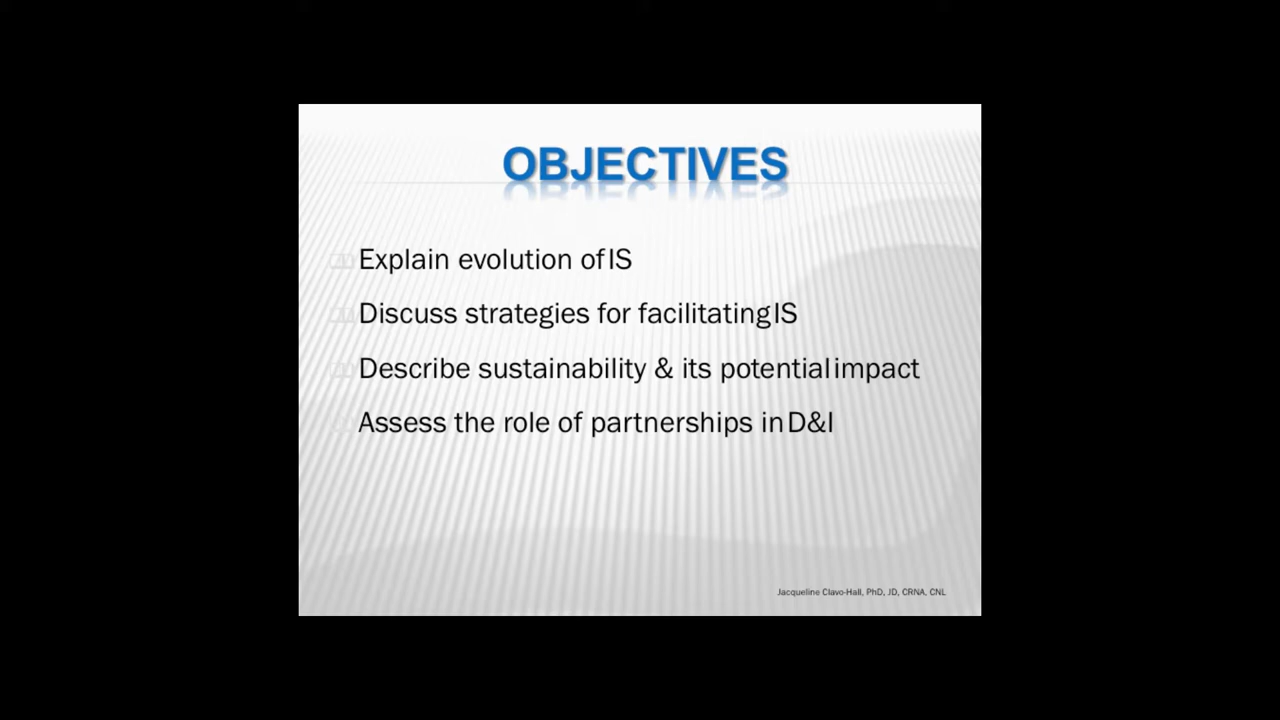 OBJECTIVES
Explain evolution of IS
Discuss strategies for facilitating IS
Describe sustainability & its potential impact
Assess the role of partnerships in D&I
Jacqueline Clavo-Hall, PhD, JD, CRNA, CNL